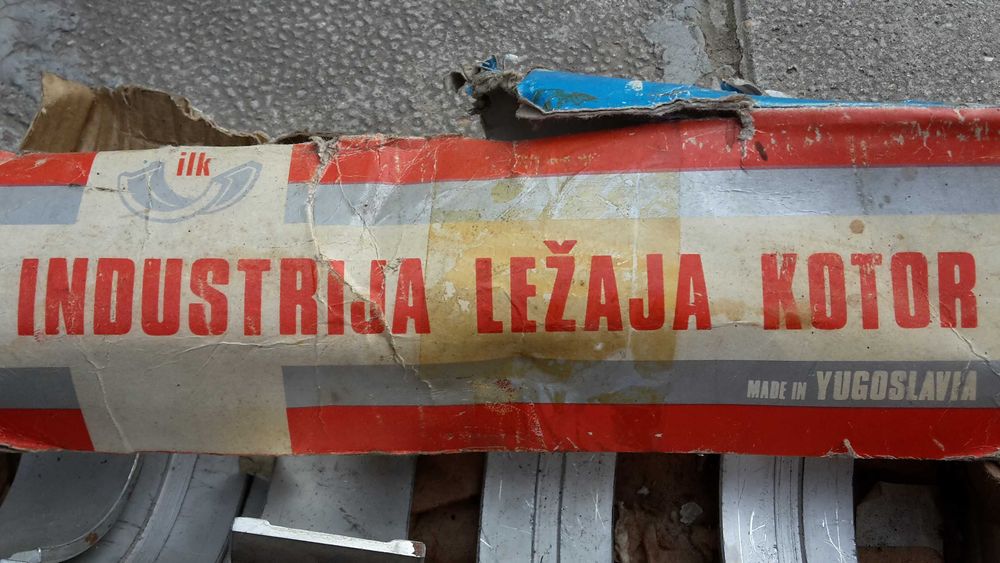 ilk
INDUSTRIJA LEŽAJA KOTOR
MADE IN YUGOSLAVIA